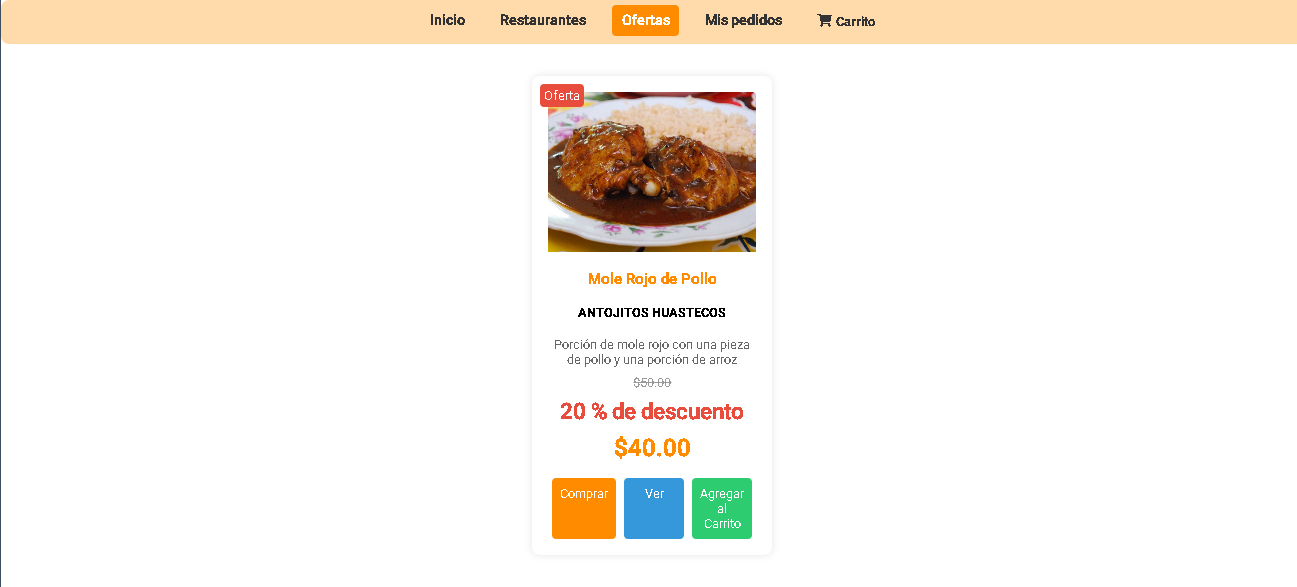 Inicio Restaurantes Ofertas Mis pedidos Carrito
Oferta
Mole Rojo de Pollo
ANTOJITOS HUASTECOS
Porción de mole rojo con una pieza
de pollo y una porción de arroz
$50.00
20 % de descuento
$40.00
Comprar Ver Agregar
al
Carrito